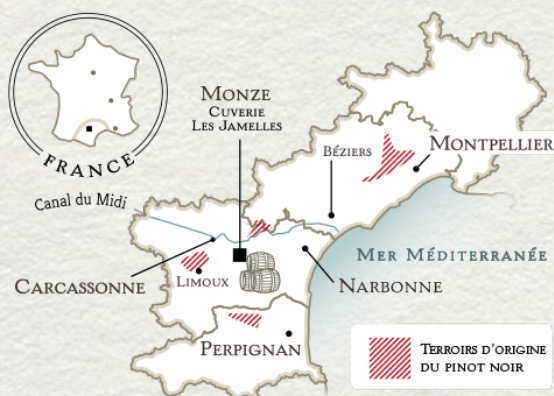 FRANCE
MONZE
CUVERIE
LES JAMELLES
BÉZIERS
MONTPELLIER
Canal du Midi
MER MÉDITERRANÉE
CARCASSONNE
LIMOUX
NARBONNE
PERPIGNAN
TERROIRS D'ORIGINE
DU PINOT NOIR